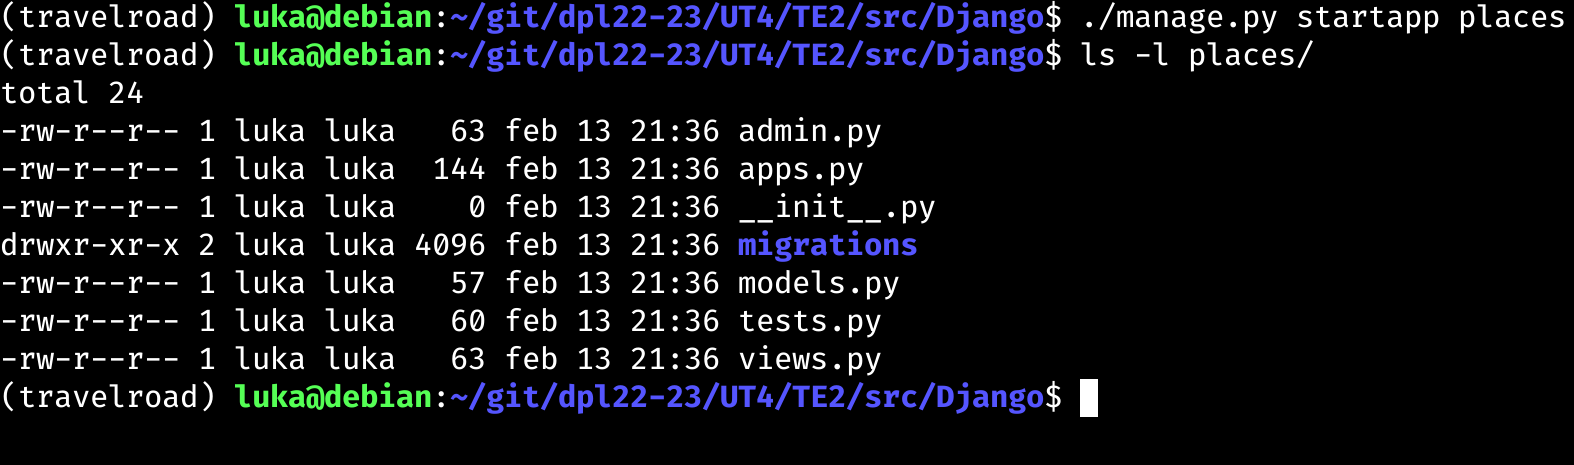 (travelroad) luka@debian:~/git/dpl22-23/UT4/TE2/src/Django$ ./manage.py startapp places
(travelroad) luka@debian:~/git/dpl22-23/UT4/TE2/src/Django$ ls -l places/
total 24
-rw-r--r-- 1 luka luka   63 feb 13 21:36 admin.py
-rw-r--r-- 1 luka luka  144 feb 13 21:36 apps.py
-rw-r--r-- 1 luka luka    0 feb 13 21:36 __init__.py
drwxr-xr-x 2 luka luka 4096 feb 13 21:36 migrations
-rw-r--r-- 1 luka luka   57 feb 13 21:36 models.py
-rw-r--r-- 1 luka luka   60 feb 13 21:36 tests.py
-rw-r--r-- 1 luka luka   63 feb 13 21:36 views.py
(travelroad) luka@debian:~/git/dpl22-23/UT4/TE2/src/Django$